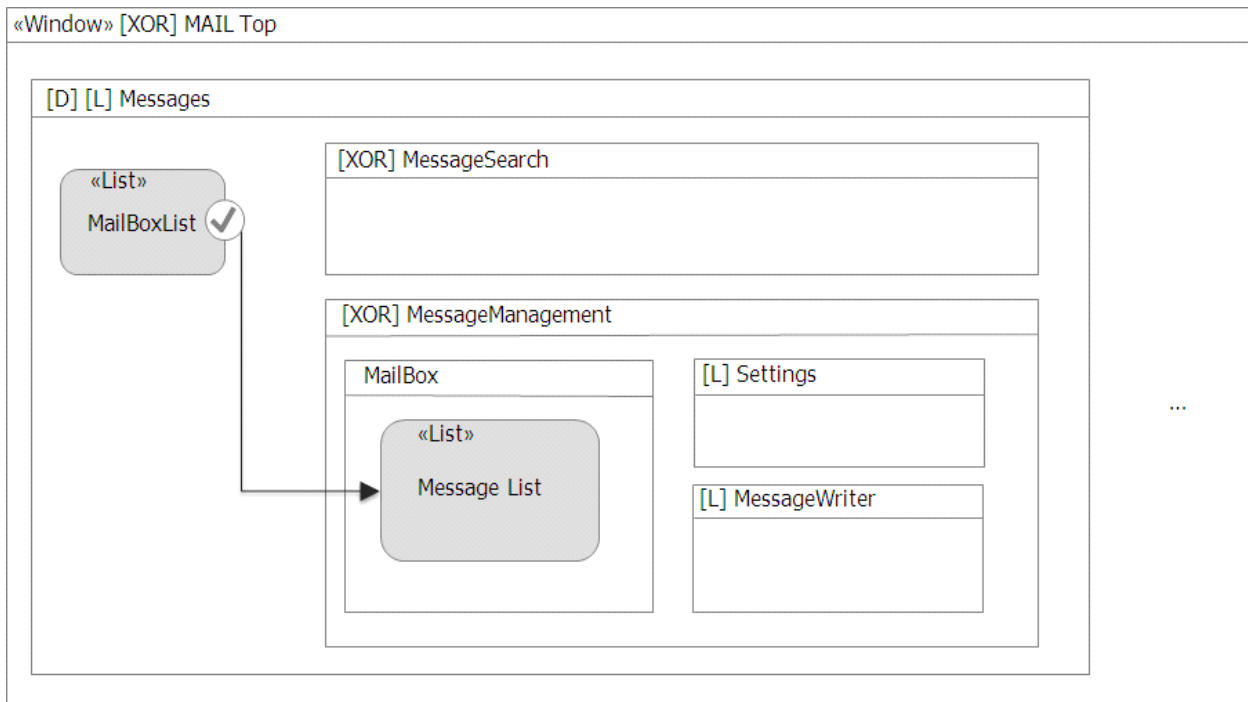 «Window» [XOR] MAIL Top
[D] [L] Messages
«List»
MailBoxList
[XOR] MessageSearch
[XOR] MessageManagement
MailBox
«List»
Message List
[L] Settings
[L] MessageWriter
...